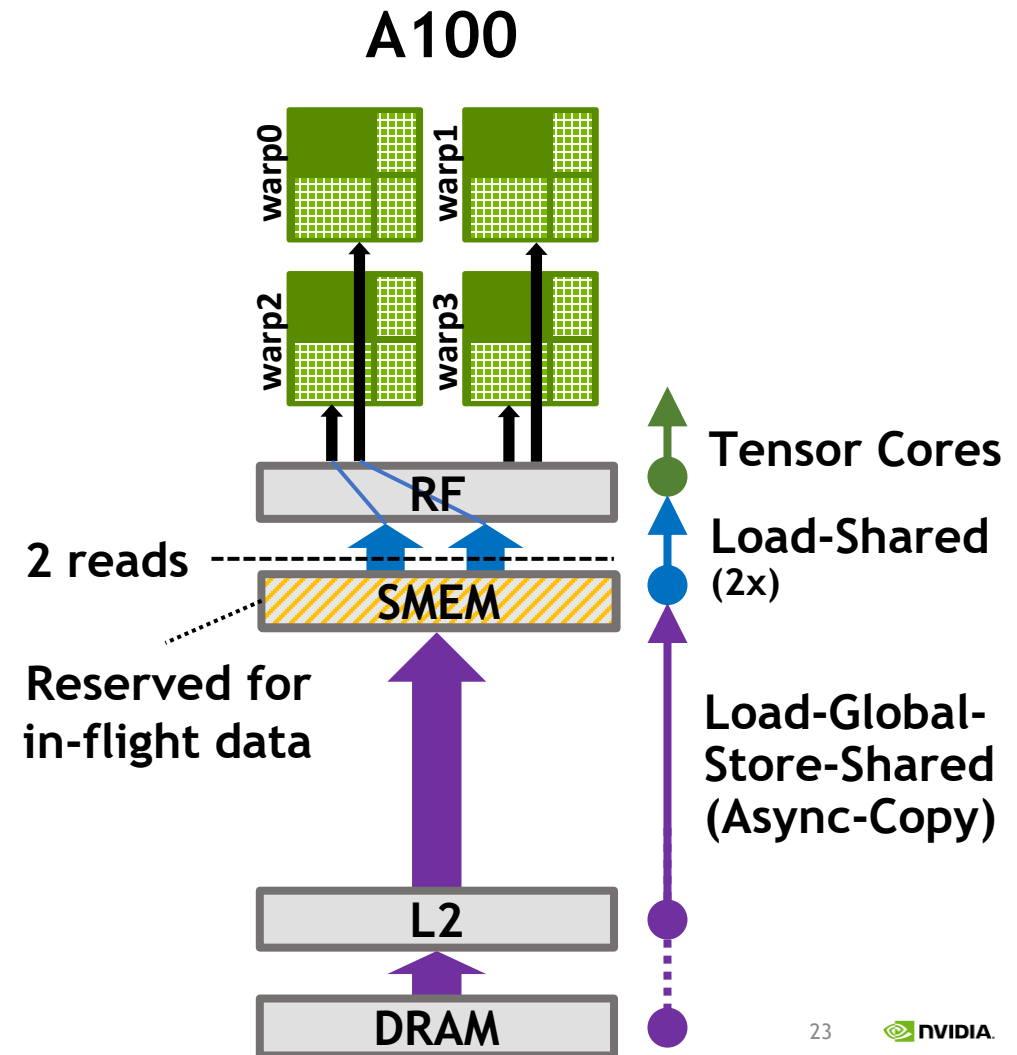 A100
warp0
warp1
warp2
warp3
RF
Tensor Cores
2 reads
Load-Shared
(2x)
SMEM
Reserved for
in-flight data
Load-Global-
Store-Shared
(Async-Copy)
L2
DRAM
23
NVIDIA.